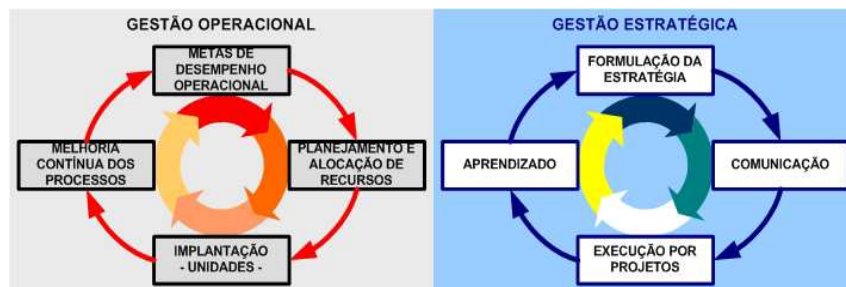 GESTÃO OPERACIONAL
METAS DE
DESEMPENHO
OPERACIONAL
MELHORIA
CONTÍNUA DOS
PROCESSOS
PLANEJAMENTO E
ALOCAÇÃO DE
RECURSOS
IMPLANTAÇÃO
- UNIDADES -
GESTÃO ESTRATÉGICA
FORMULAÇÃO DA
ESTRATÉGIA
APRENDIZADO
COMUNICAÇÃO
EXECUÇÃO POR
PROJETOS